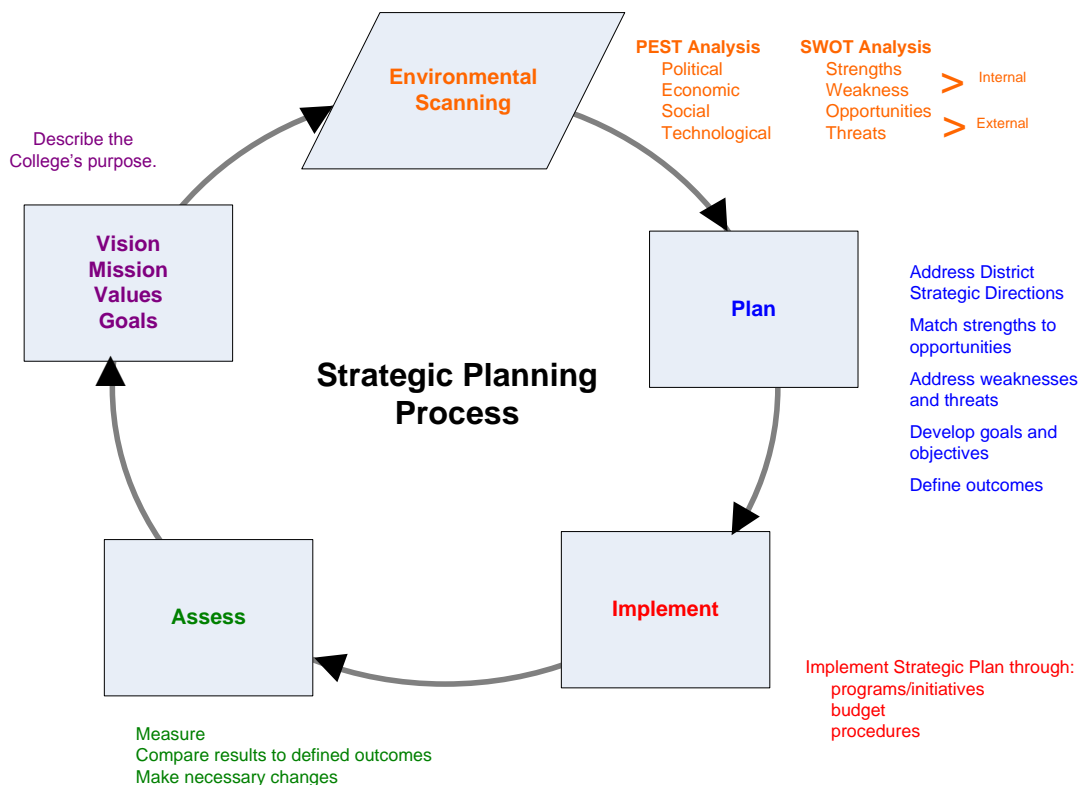 Environmental
Scanning
PEST Analysis
Political
Economic
Social
Technological
SWOT Analysis
Strengths
Weakness
Opportunities
Threats
> Internal
> External
Describe the
College's purpose.
Vision
Mission
Values
Goals
Plan
Address District
Strategic Directions
Match strengths to
opportunities
Address weaknesses
and threats
Develop goals and
objectives
Define outcomes
Strategic Planning
Process
Implement
Implement Strategic Plan through:
programs/initiatives
budget
procedures
Assess
Measure
Compare results to defined outcomes
Make necessary changes